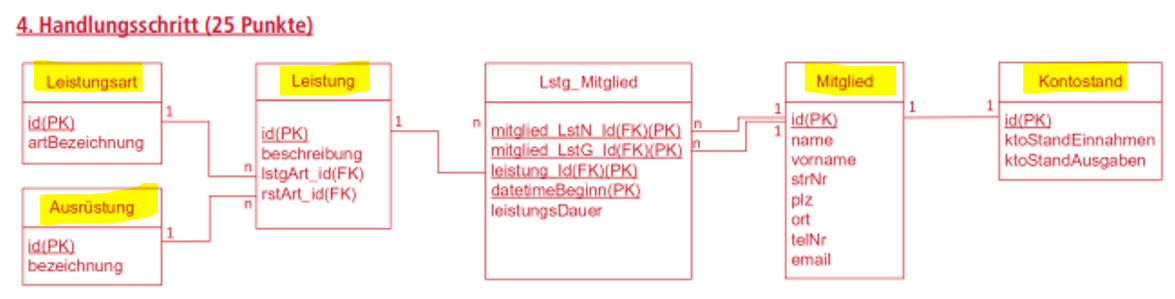 4. Handlungsschritt (25 Punkte)
Leistungsart
id(PK)
artBezeichnung
1
n
Ausrüstung
id(PK)
bezeichnung
1
n
Leistung
id(PK)
beschreibung
lstgArt_id(FK)
rstArt_id(FK)
1
n
Lstg_Mitglied
mitglied_LstN_Id(FK)(PK)
mitglied_LstG_Id(FK)(PK)
leistung_Id(FK)(PK)
datetimeBeginn(PK)
leistungsDauer
n
1
n
1
Mitglied
id(PK)
name
vorname
strNr
plz
ort
telNr
email
1
1
Kontostand
id(PK)
ktoStandEinnahmen
ktoStandAusgaben